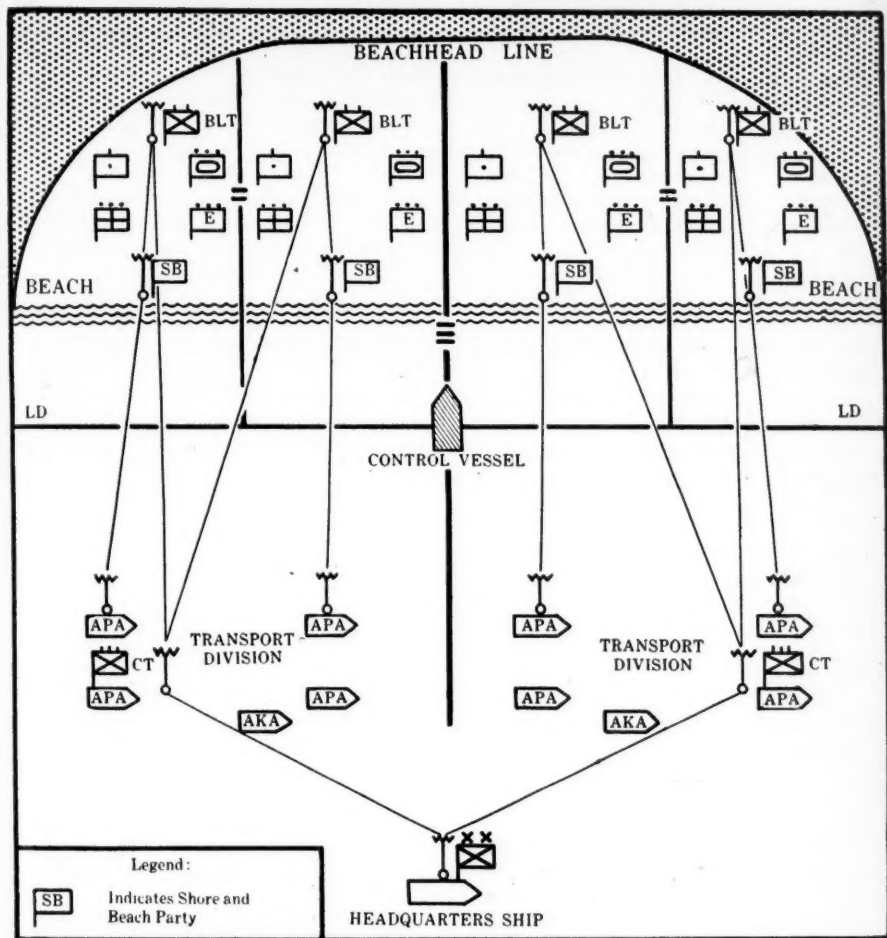 BEACHHEAD LINE
BLT
BLT
BLT
BLT
E
E
E
E
SB
SB
SB
SB
BEACH
BEACH
LD
LD
CONTROL VESSEL
APA
APA
APA
APA
TRANSPORT
DIVISION
TRANSPORT
DIVISION
CT
CT
APA
APA
APA
APA
AKA
AKA
HEADQUARTERS SHIP
Legend:
SB
Indicates Shore and
Beach Party